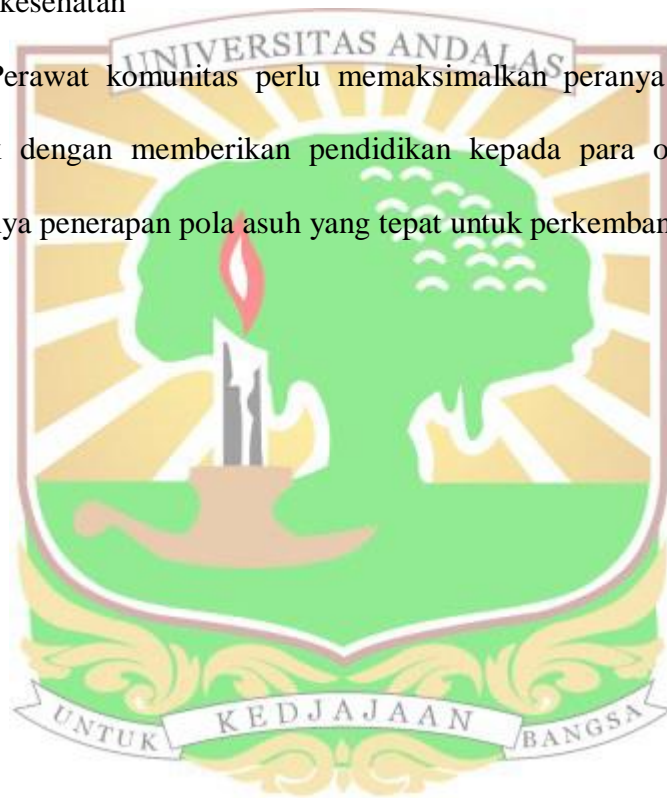 kesehatan
UNIVERSITAS ANDALAS
Perawat komunitas perlu memaksimalkan peranya
dengan memberikan pendidikan kepada para o
ya penerapan pola asuh yang tepat untuk perkemban
UNTUK KEDJAJAAN BANGSA